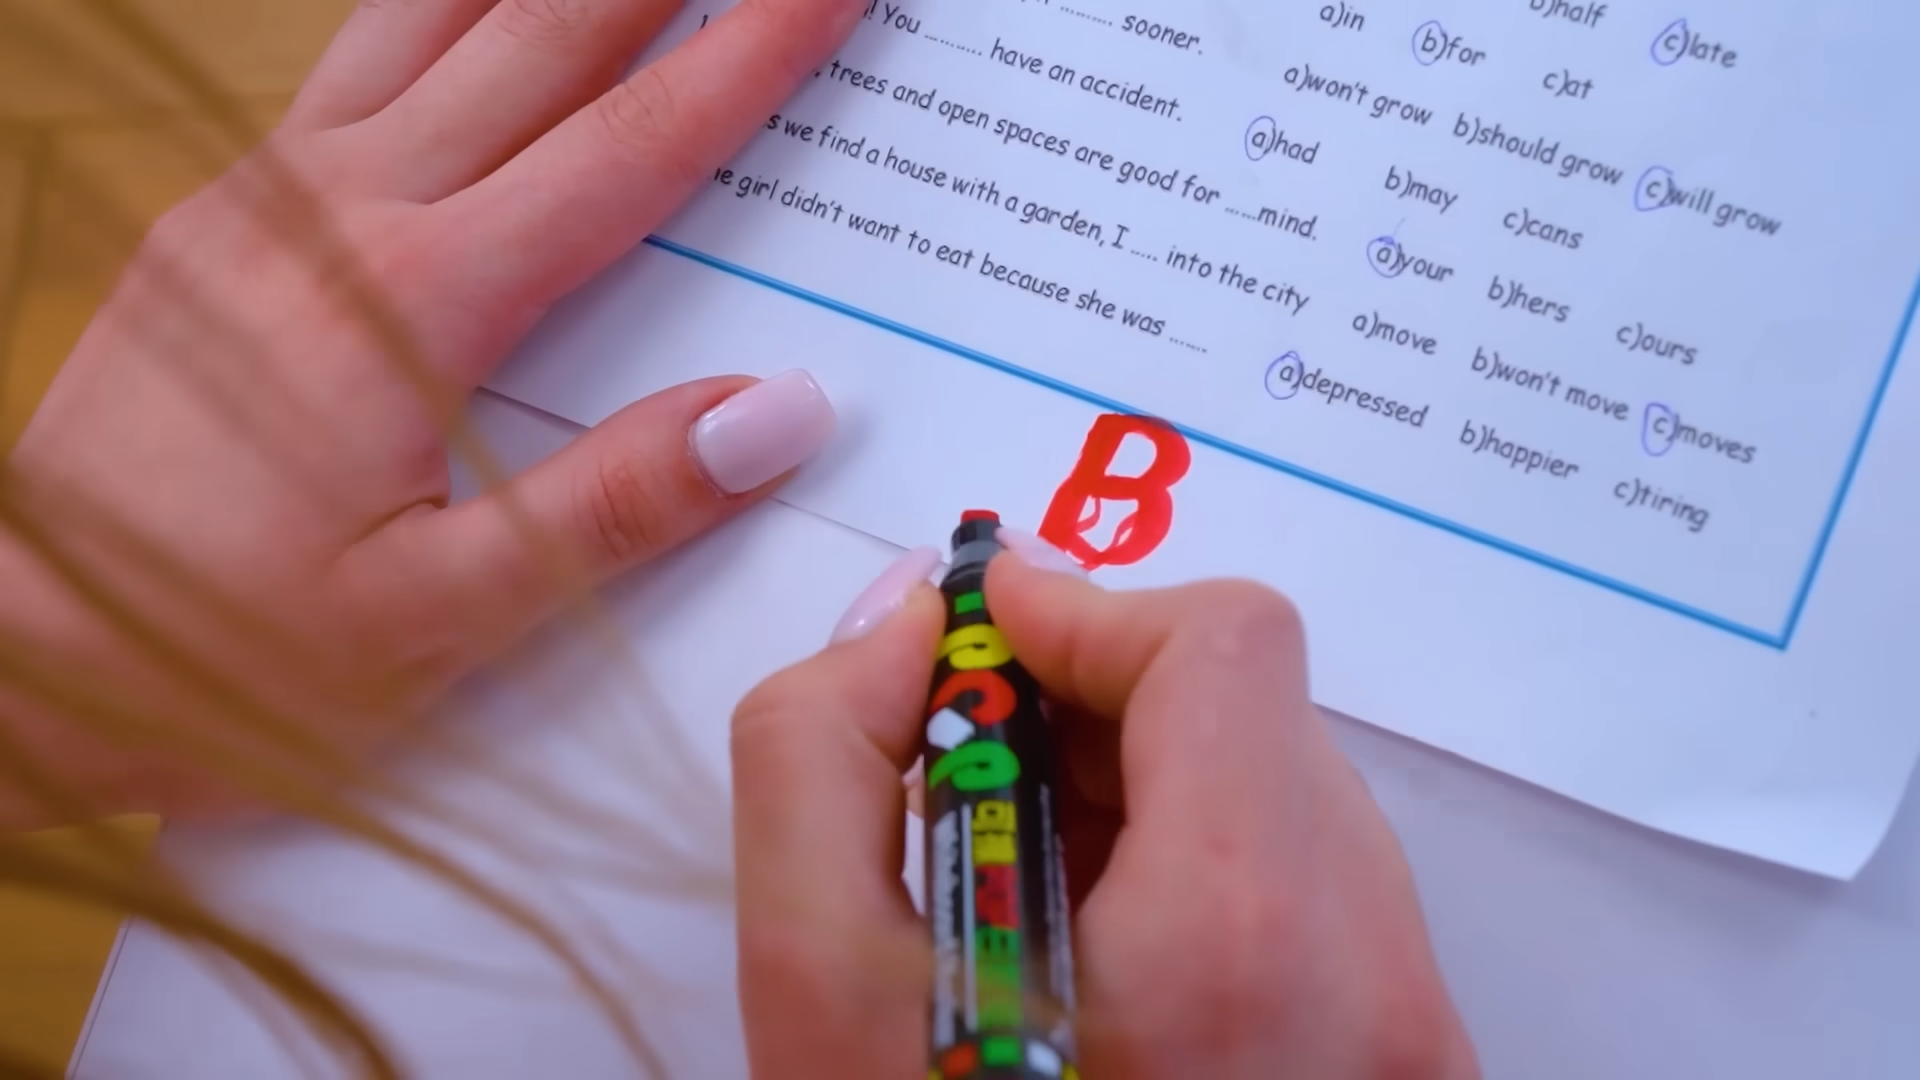 b)half c)late
a)in b)for c)at
sooner. a)won't grow b)should grow c)will grow
! You .......... have an accident. a)had b)may c)cans
, trees and open spaces are good for ......mind. a)your b)hers c)ours
s we find a house with a garden, I ..... into the city a)move b)won't move c)moves
girl didn't want to eat because she was ....... a)depressed b)happier c)tiring
B